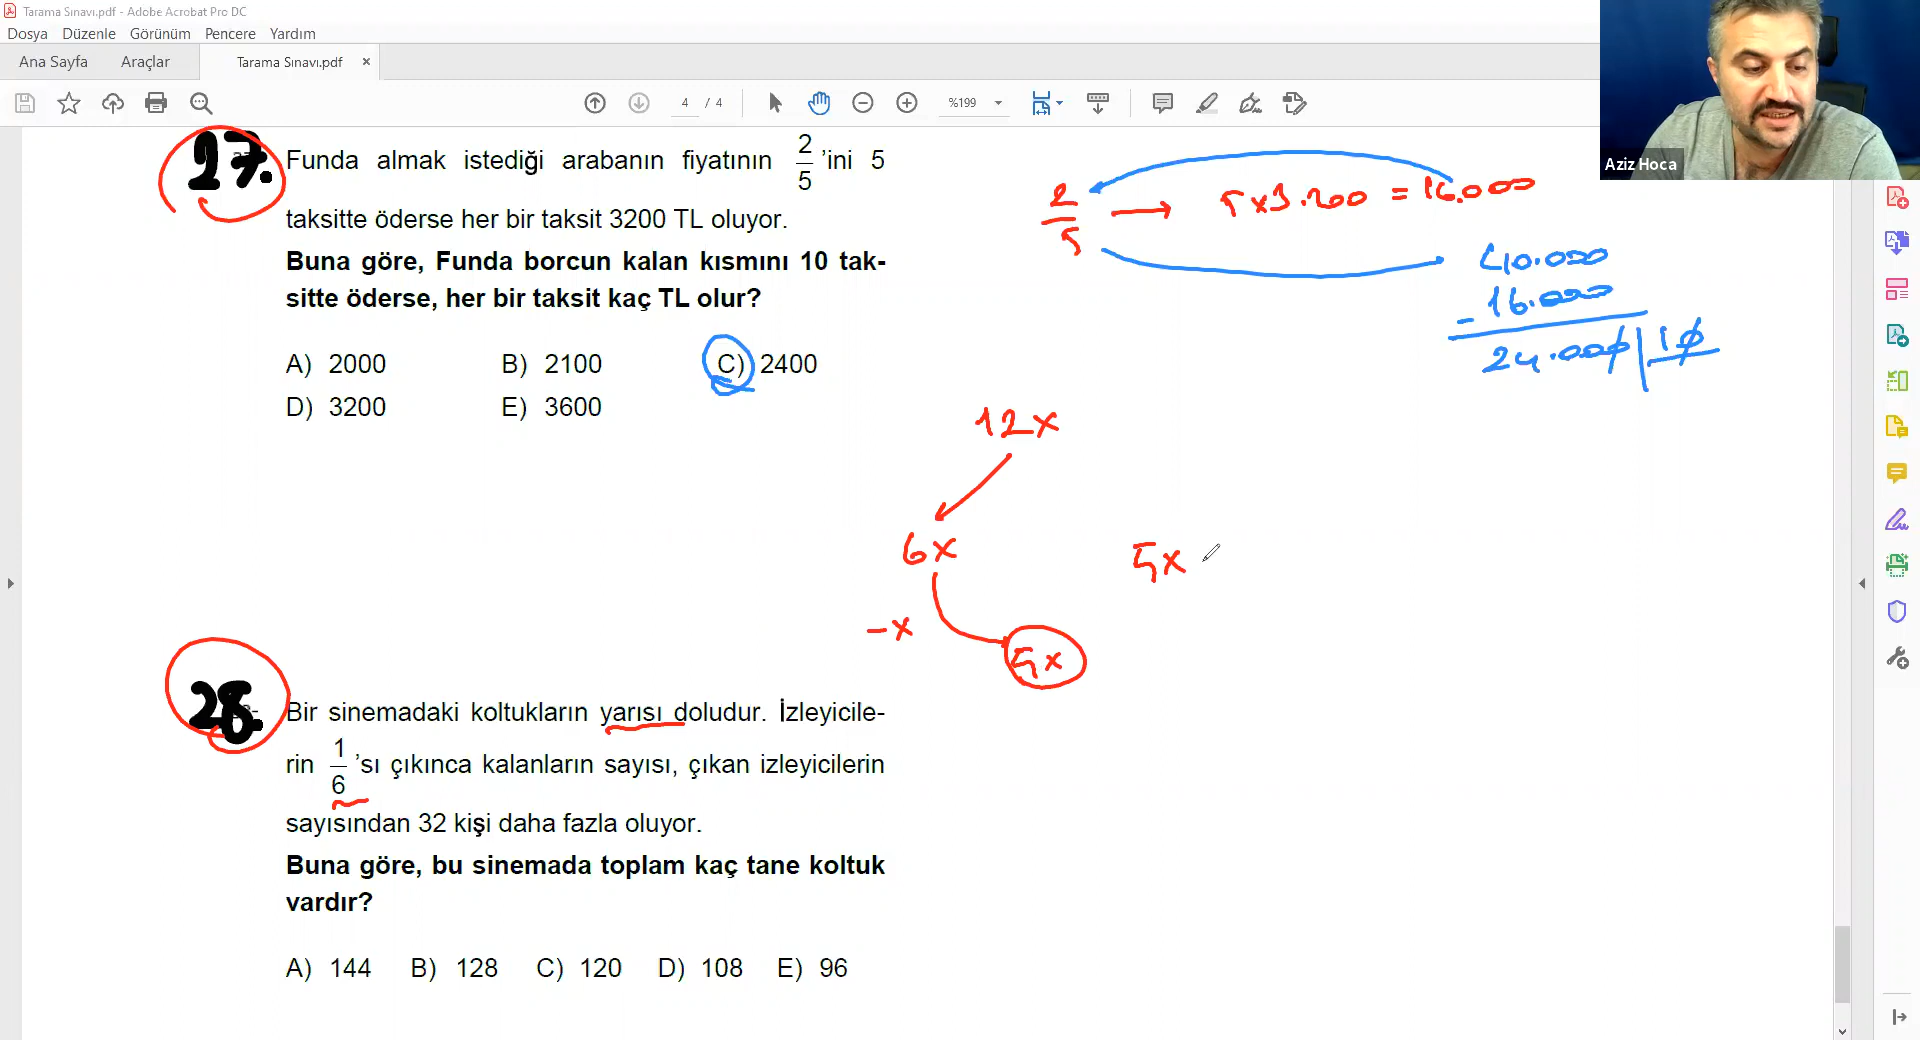 Tarama Sınavı.pdf - Adobe Acrobat Pro DC
Dosya Düzenle Görünüm Pencere Yardım
Ana Sayfa Araçlar Tarama Sınavı.pdf ×
4 / 4 %199
Aziz Hoca
27. Funda almak istediği arabanın fiyatının 2/5 'ini 5
taksitte öderse her bir taksit 3200 TL oluyor.
Buna göre, Funda borcun kalan kısmını 10 tak-
sitte öderse, her bir taksit kaç TL olur?
A) 2000 B) 2100 C) 2400
D) 3200 E) 3600
2/5 → 5x3.200 = 16.000
40.000
- 16.000
24.000 | 10
12x
6x
-x
5x
5x
28. Bir sinemadaki koltukların yarısı doludur. İzleyicile-
rin 1/6 'sı çıkınca kalanların sayısı, çıkan izleyicilerin
sayısından 32 kişi daha fazla oluyor.
Buna göre, bu sinemada toplam kaç tane koltuk
vardır?
A) 144 B) 128 C) 120 D) 108 E) 96